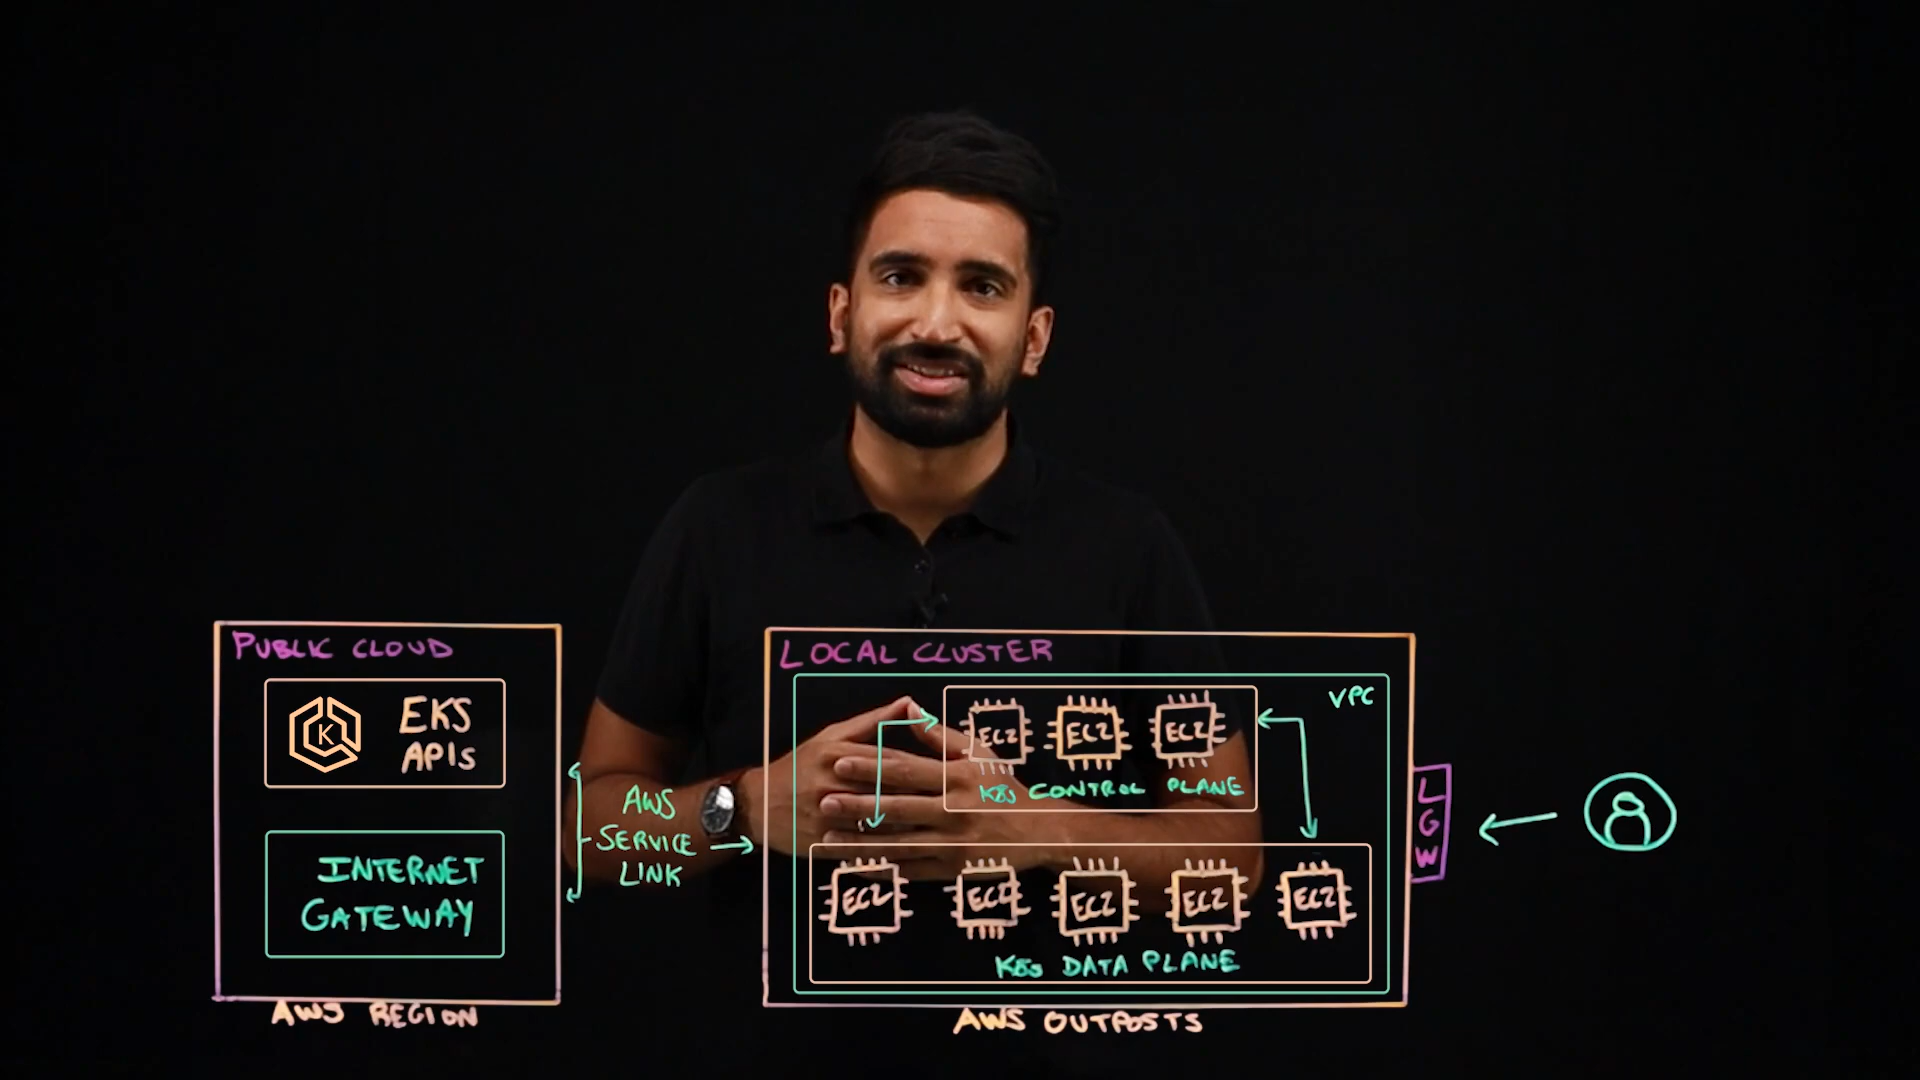 PUBLIC CLOUD
K
EKS
APIs
INTERNET
GATEWAY
AWS REGION
AWS
SERVICE
LINK
LOCAL CLUSTER
VPC
EC2 EC2 EC2
K8s CONTROL PLANE
EC2 EC2 EC2 EC2 EC2
K8s DATA PLANE
AWS OUTPOSTS
LGW